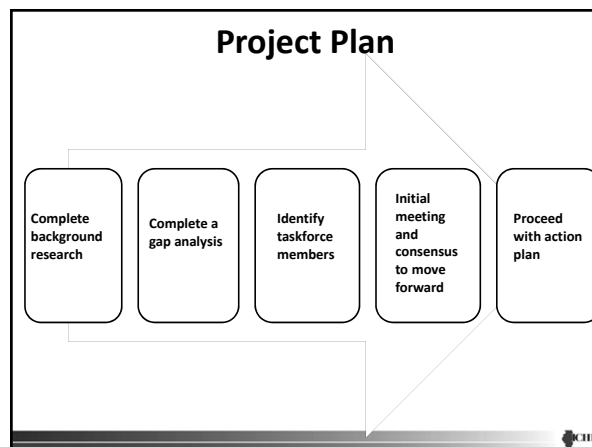 Project Plan
Complete
background
research
Complete a
gap analysis
Identify
taskforce
members
Initial
meeting
and
consensus
to move
forward
Proceed
with action
plan